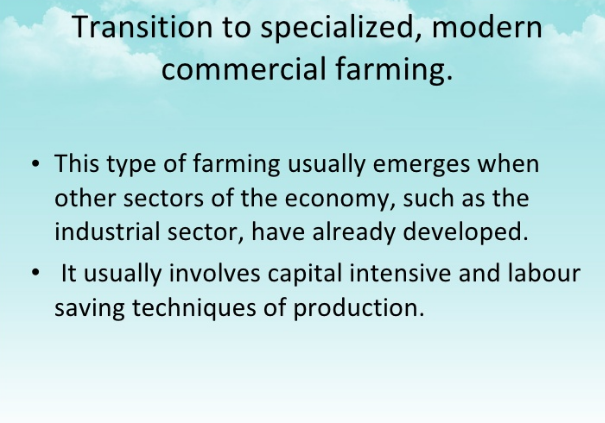 Transition to specialized, modern
commercial farming.
• This type of farming usually emerges when
other sectors of the economy, such as the
industrial sector, have already developed.
• It usually involves capital intensive and labour
saving techniques of production.